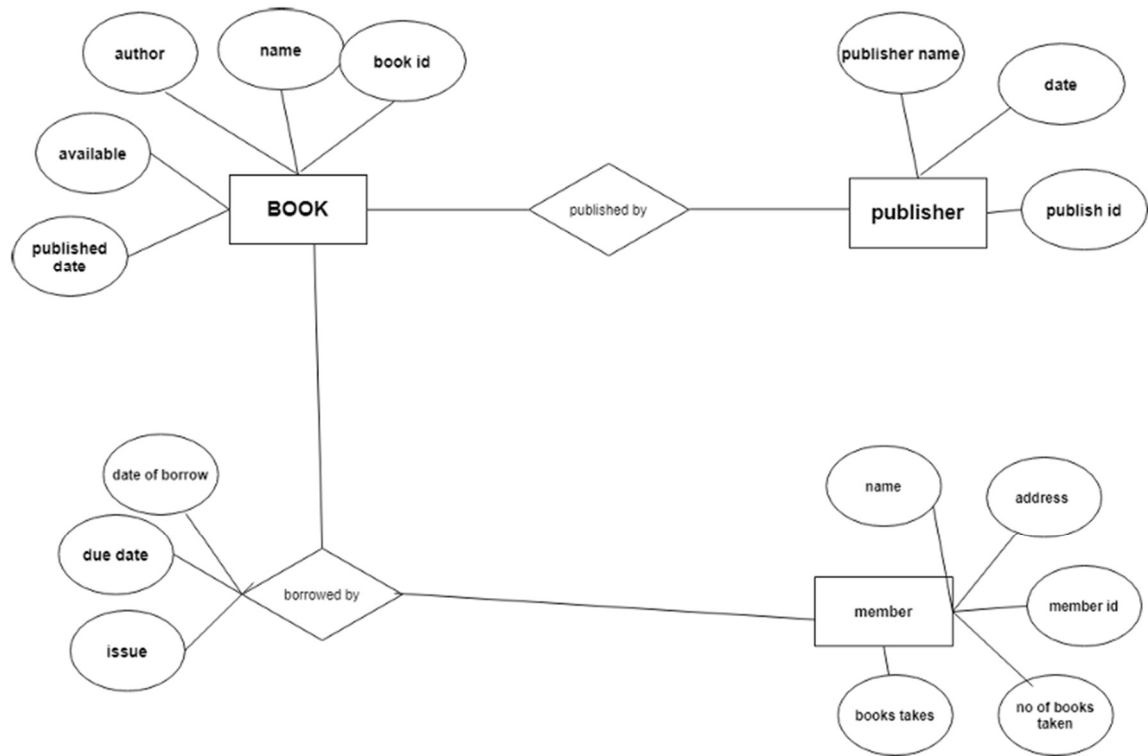 author
name
book id
available
published
date
BOOK
published by
publisher name
date
publisher
publish id
date of borrow
due date
issue
borrowed by
name
address
member
member id
books takes
no of books
taken